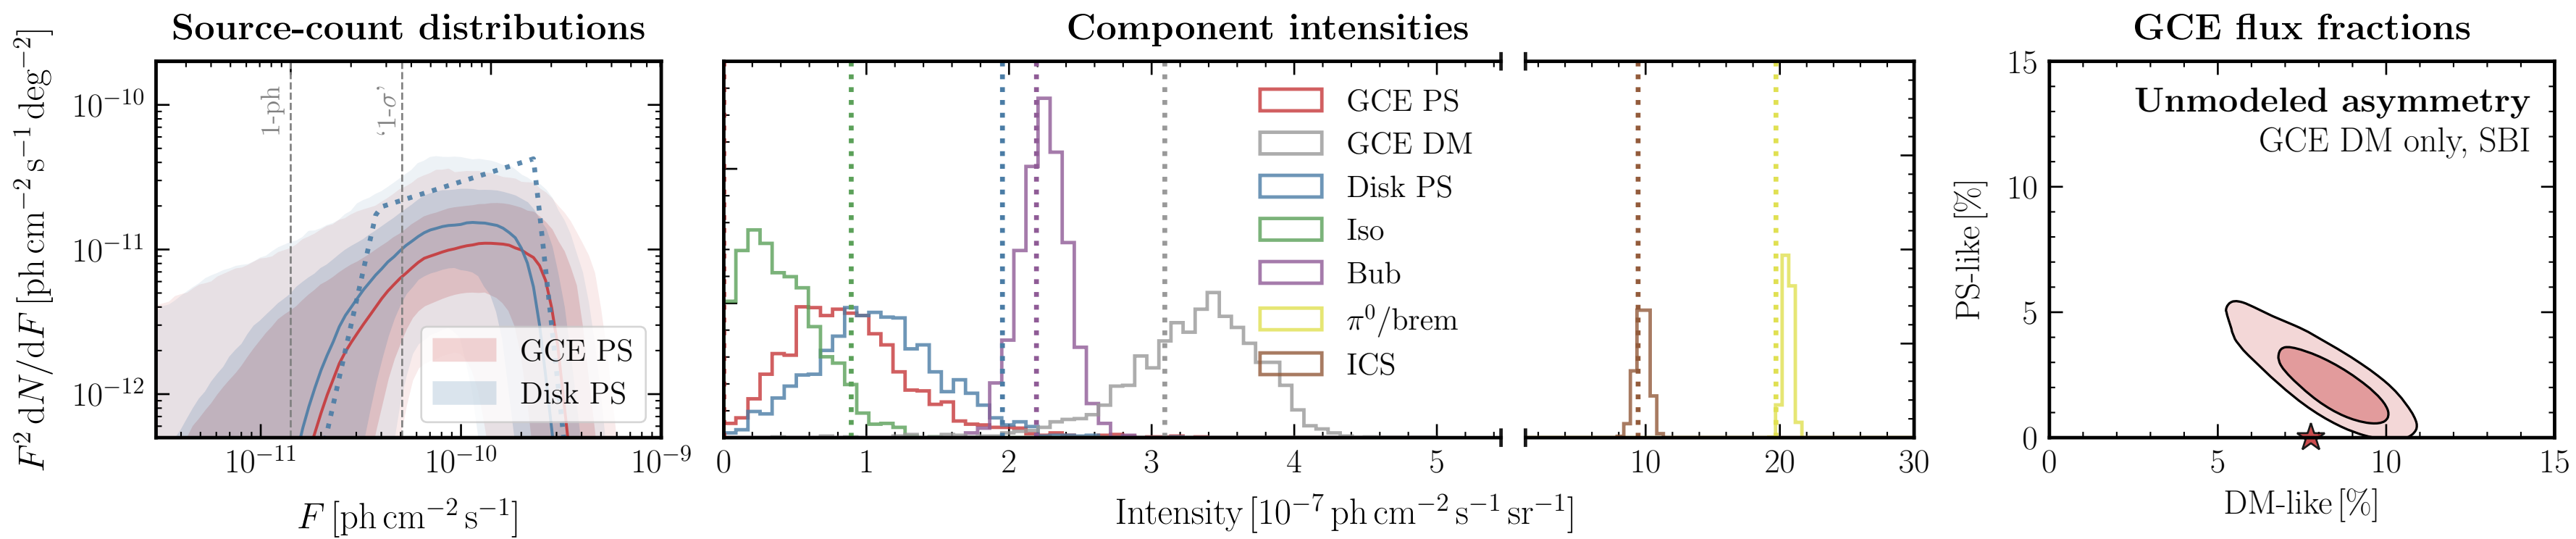 Source-count distributions
F² dN/dF [ph cm⁻² s⁻¹ deg⁻²]
10⁻¹⁰
10⁻¹¹
10⁻¹²
1-ph
‘1-σ’
GCE PS
Disk PS
10⁻¹¹ 10⁻¹⁰ 10⁻⁹
F [ph cm⁻² s⁻¹]
Component intensities
GCE PS
GCE DM
Disk PS
Iso
Bub
π⁰/brem
ICS
0 1 2 3 4 5 10 20 30
Intensity [10⁻⁷ ph cm⁻² s⁻¹ sr⁻¹]
GCE flux fractions
PS-like [%]
15
10
5
0
Unmodeled asymmetry
GCE DM only, SBI
0 5 10 15
DM-like [%]